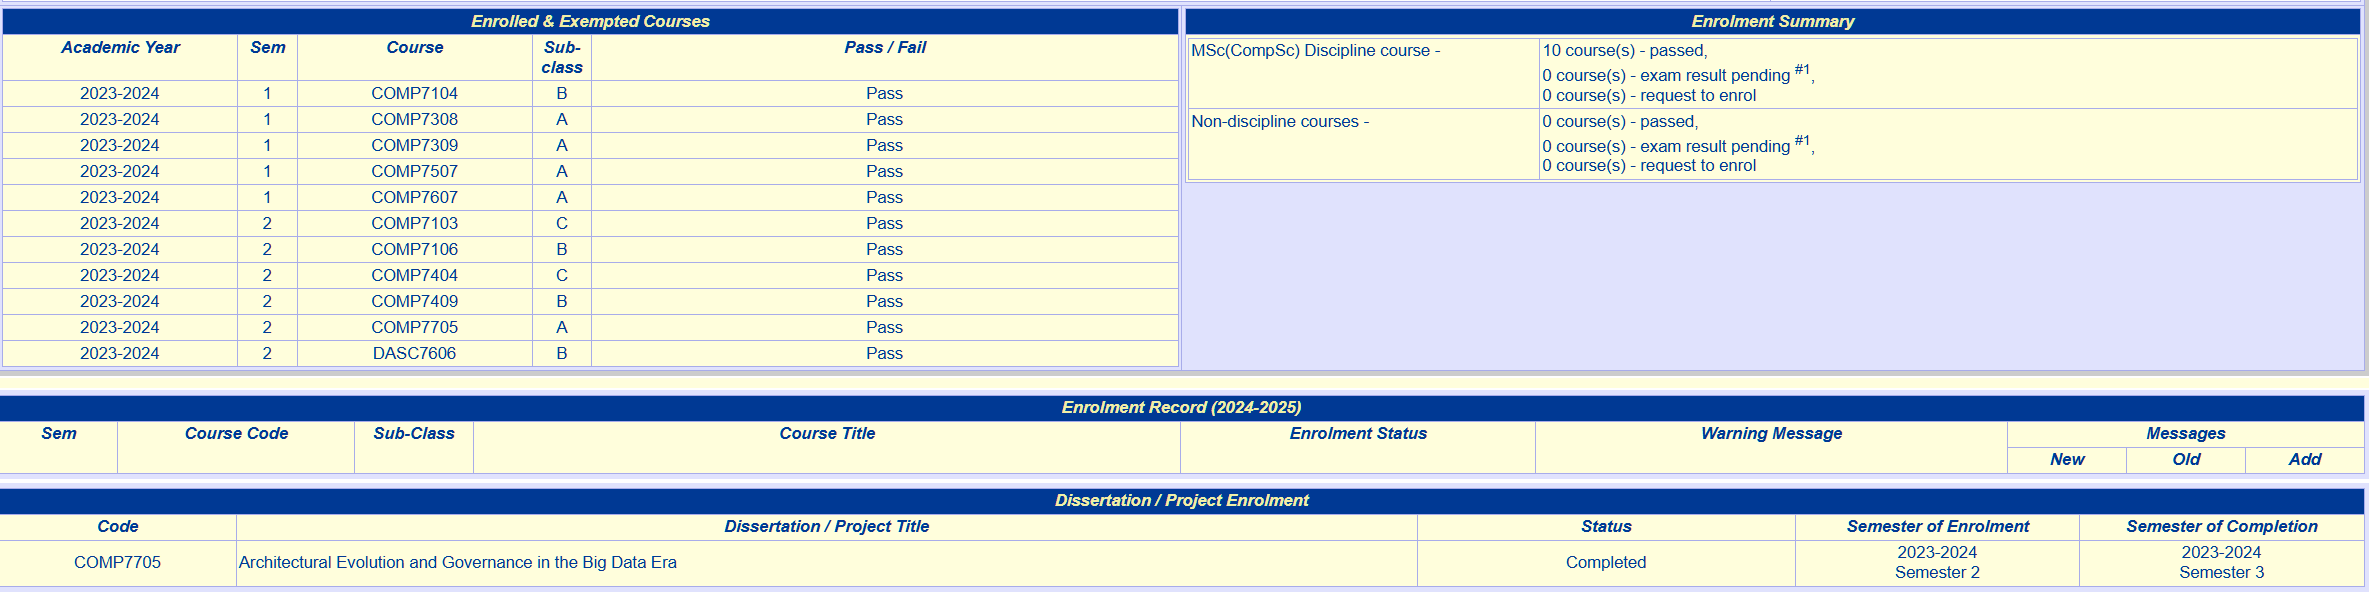 Enrolled & Exempted Courses
Academic Year Sem Course Sub-class Pass / Fail
2023-2024 1 COMP7104 B Pass
2023-2024 1 COMP7308 A Pass
2023-2024 1 COMP7309 A Pass
2023-2024 1 COMP7507 A Pass
2023-2024 1 COMP7607 A Pass
2023-2024 2 COMP7103 C Pass
2023-2024 2 COMP7106 B Pass
2023-2024 2 COMP7404 C Pass
2023-2024 2 COMP7409 B Pass
2023-2024 2 COMP7705 A Pass
2023-2024 2 DASC7606 B Pass
Enrolment Summary
MSc(CompSc) Discipline course - 10 course(s) - passed,
0 course(s) - exam result pending #1,
0 course(s) - request to enrol
Non-discipline courses - 0 course(s) - passed,
0 course(s) - exam result pending #1,
0 course(s) - request to enrol
Enrolment Record (2024-2025)
Sem Course Code Sub-Class Course Title Enrolment Status Warning Message Messages
New Old Add
Dissertation / Project Enrolment
Code Dissertation / Project Title Status Semester of Enrolment Semester of Completion
COMP7705 Architectural Evolution and Governance in the Big Data Era Completed 2023-2024 Semester 2 2023-2024 Semester 3